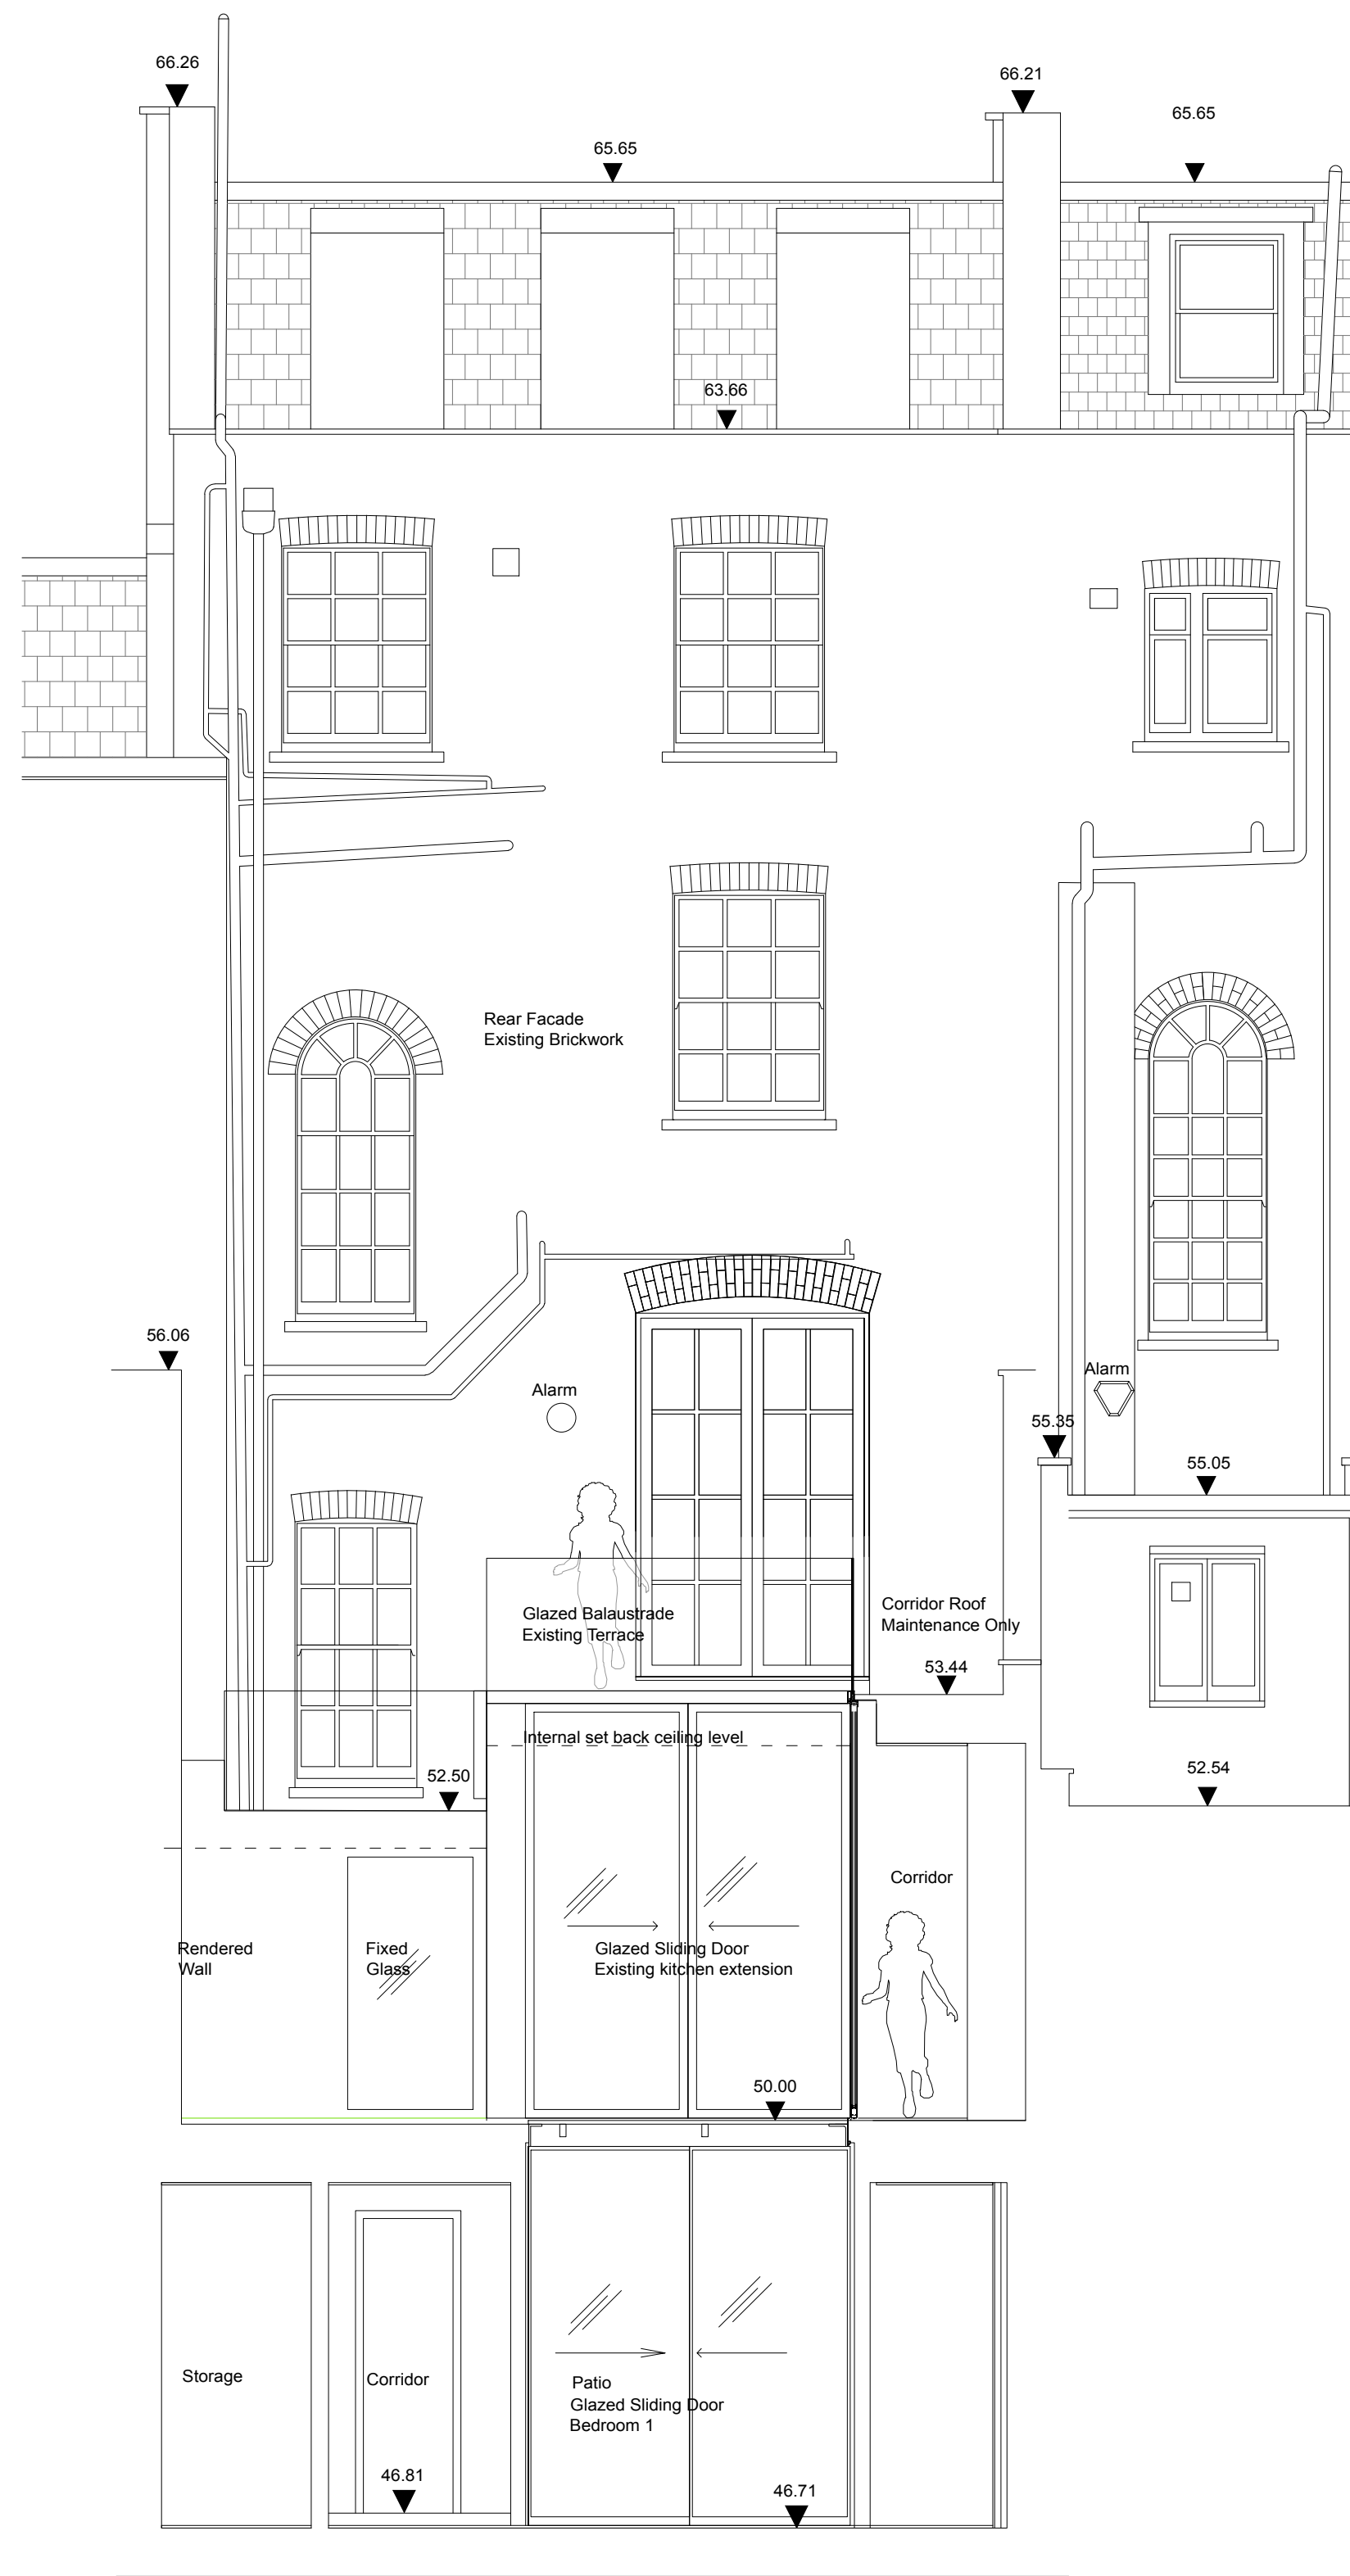 66.26
66.21
65.65
65.65
63.66
Rear Facade
Existing Brickwork
56.06
Alarm
Alarm
55.35
55.05
Glazed Balaustrade
Existing Terrace
Corridor Roof
Maintenance Only
53.44
Internal set back ceiling level
52.50
52.54
Corridor
Rendered
Wall
Fixed
Glass
Glazed Sliding Door
Existing kitchen extension
50.00
Storage
Corridor
Patio
Glazed Sliding Door
Bedroom 1
46.81
46.71